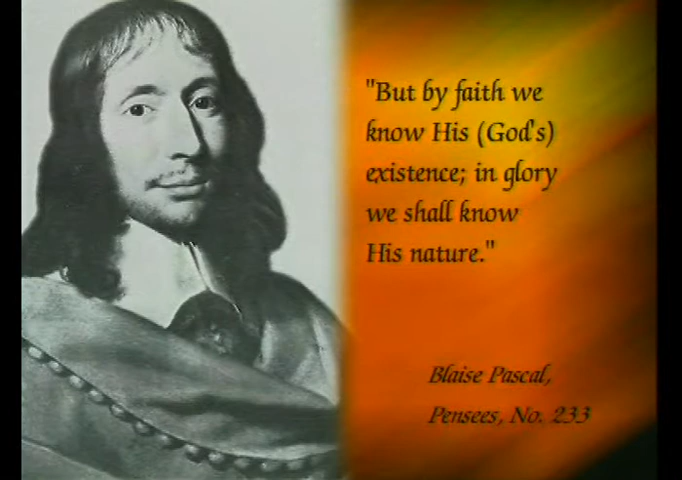 "But by faith we
know His (God's)
existence; in glory
we shall know
His nature."
Blaise Pascal,
Pensees, No. 233